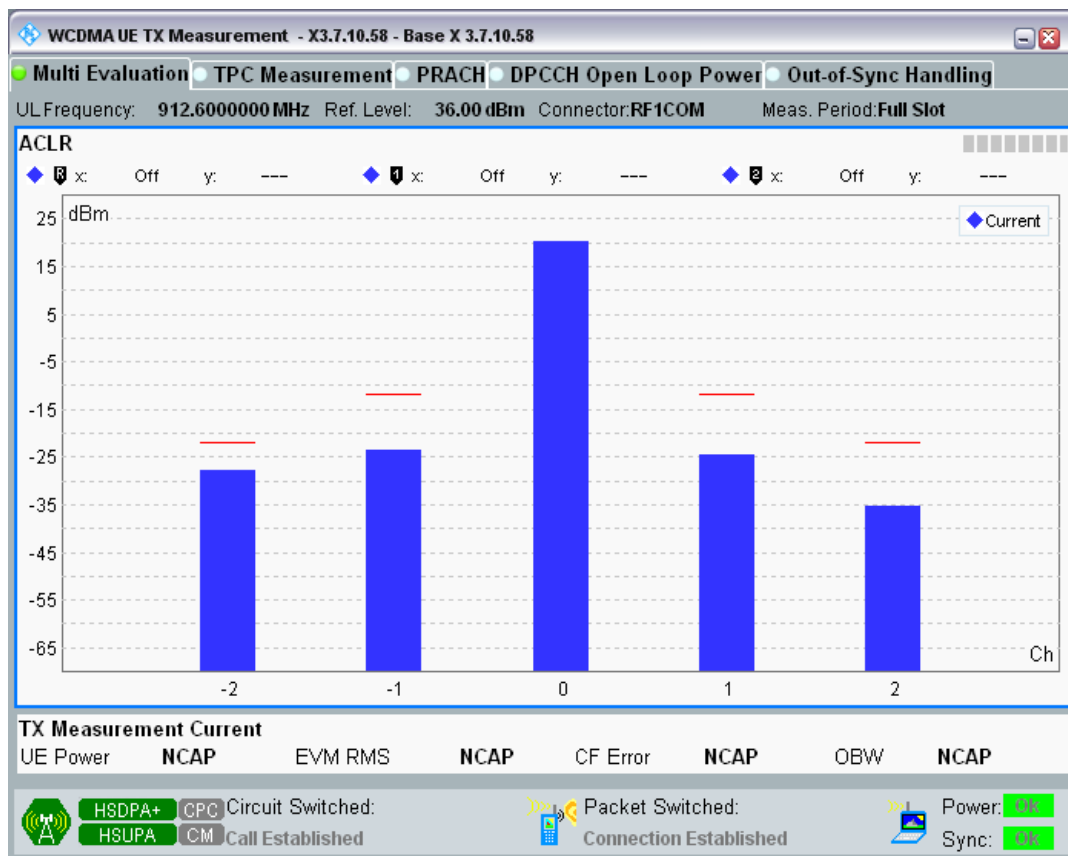 WCDMA UE TX Measurement - X3.7.10.58 - Base X 3.7.10.58
Multi Evaluation TPC Measurement PRACH DPCCH Open Loop Power Out-of-Sync Handling
UL Frequency: 912.6000000 MHz Ref. Level: 36.00 dBm Connector:RF1COM Meas. Period:Full Slot
ACLR
R x: Off y: --- 1 x: Off y: --- 2 x: Off y: ---
dBm
Current
25
15
5
-5
-15
-25
-35
-45
-55
-65
Ch
-2 -1 0 1 2
TX Measurement Current
UE Power NCAP EVM RMS NCAP CF Error NCAP OBW NCAP
HSDPA+ CPC Circuit Switched: Packet Switched: Power: OK
HSUPA CM Call Established Connection Established Sync: OK